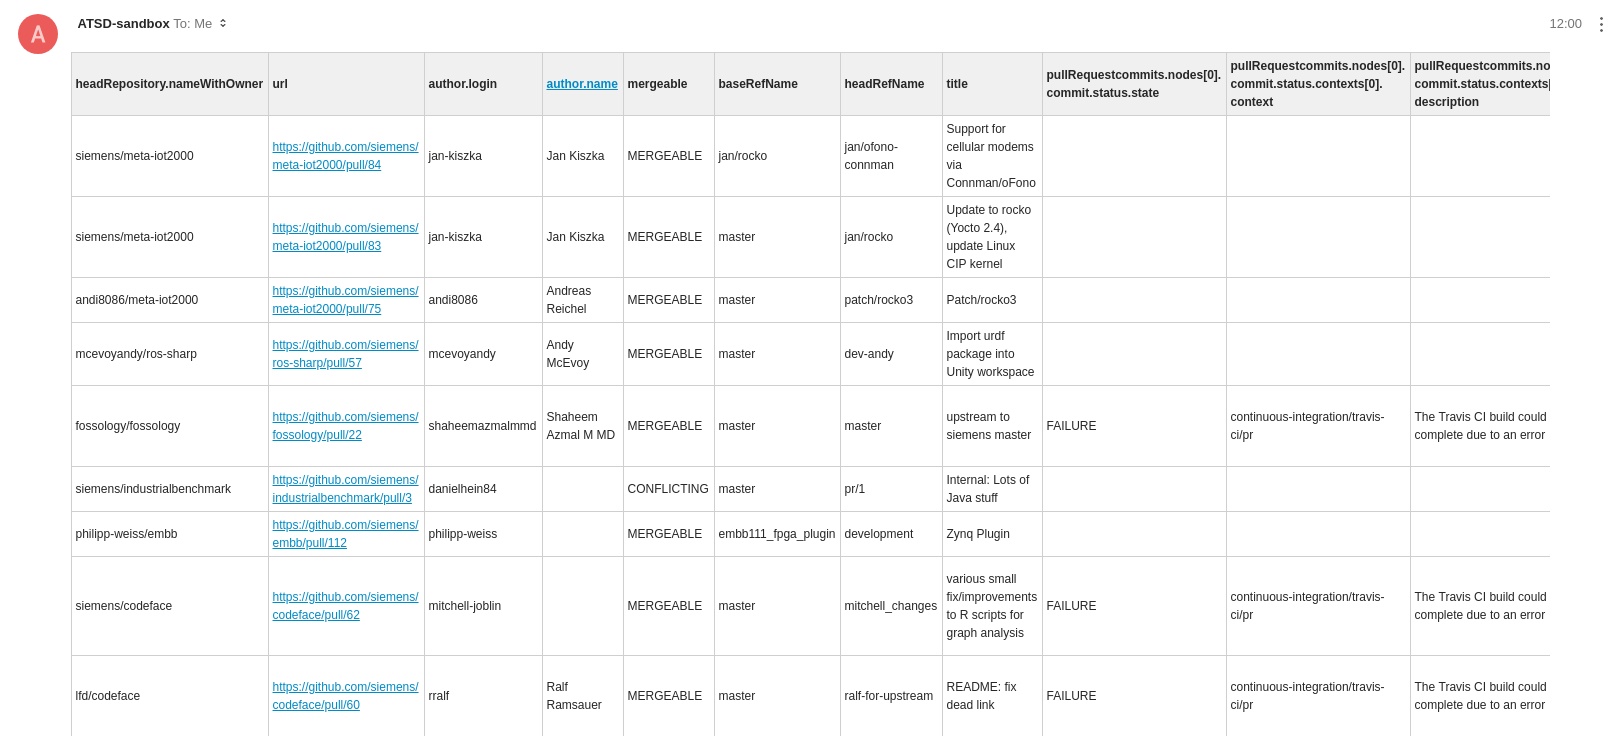 A
ATSD-sandbox To: Me
12:00
headRepository.nameWithOwner
url
author.login
author.name
mergeable
baseRefName
headRefName
title
pullRequestcommits.nodes[0].
commit.status.state
pullRequestcommits.nodes[0].
commit.status.contexts[0].
context
pullRequestcommits.no
commit.status.contexts[
description
siemens/meta-iot2000
https://github.com/siemens/
meta-iot2000/pull/84
jan-kiszka
Jan Kiszka
MERGEABLE
jan/rocko
jan/ofono-
connman
Support for
cellular modems
via
Connman/oFono
siemens/meta-iot2000
https://github.com/siemens/
meta-iot2000/pull/83
jan-kiszka
Jan Kiszka
MERGEABLE
master
jan/rocko
Update to rocko
(Yocto 2.4),
update Linux
CIP kernel
andi8086/meta-iot2000
https://github.com/siemens/
meta-iot2000/pull/75
andi8086
Andreas
Reichel
MERGEABLE
master
patch/rocko3
Patch/rocko3
mcevoyandy/ros-sharp
https://github.com/siemens/
ros-sharp/pull/57
mcevoyandy
Andy
McEvoy
MERGEABLE
master
dev-andy
Import urdf
package into
Unity workspace
fossology/fossology
https://github.com/siemens/
fossology/pull/22
shaheemazmalmmd
Shaheem
Azmal M MD
MERGEABLE
master
master
upstream to
siemens master
FAILURE
continuous-integration/travis-
ci/pr
The Travis CI build could
complete due to an error
siemens/industrialbenchmark
https://github.com/siemens/
industrialbenchmark/pull/3
danielhein84
CONFLICTING
master
pr/1
Internal: Lots of
Java stuff
philipp-weiss/embb
https://github.com/siemens/
embb/pull/112
philipp-weiss
MERGEABLE
embb111_fpga_plugin
development
Zynq Plugin
siemens/codeface
https://github.com/siemens/
codeface/pull/62
mitchell-joblin
MERGEABLE
master
mitchell_changes
various small
fix/improvements
to R scripts for
graph analysis
FAILURE
continuous-integration/travis-
ci/pr
The Travis CI build could
complete due to an error
lfd/codeface
https://github.com/siemens/
codeface/pull/60
rralf
Ralf
Ramsauer
MERGEABLE
master
ralf-for-upstream
README: fix
dead link
FAILURE
continuous-integration/travis-
ci/pr
The Travis CI build could
complete due to an error